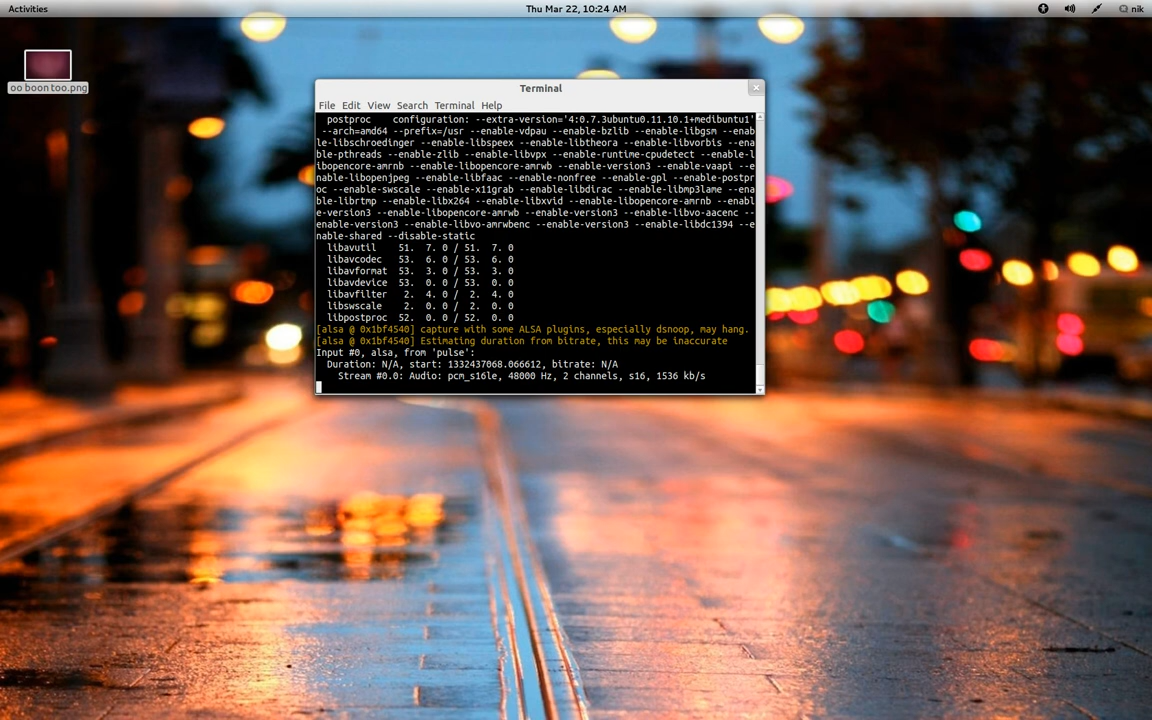 Activities
Thu Mar 22, 10:24 AM
nik
oo boon too.png
Terminal
File Edit View Search Terminal Help
postproc configuration: --extra-version='4:0.7.3ubuntu0.11.10.1+medibuntu1'
--arch=amd64 --prefix=/usr --enable-vdpau --enable-bzlib --enable-libgsm --enab
le-libschroedinger --enable-libspeex --enable-libtheora --enable-libvorbis --ena
ble-pthreads --enable-zlib --enable-libvpx --enable-runtime-cpudetect --enable-l
ibopencore-amrnb --enable-libopencore-amrwb --enable-version3 --enable-vaapi --e
nable-libopenjpeg --enable-libfaac --enable-nonfree --enable-gpl --enable-postpr
oc --enable-swscale --enable-x11grab --enable-libdirac --enable-libmp3lame --ena
ble-librtmp --enable-libx264 --enable-libxvid --enable-libopencore-amrnb --enabl
e-version3 --enable-libopencore-amrwb --enable-version3 --enable-libvo-aacenc --
enable-version3 --enable-libvo-amrwbenc --enable-version3 --enable-libdc1394 --e
nable-shared --disable-static
libavutil 51. 7. 0 / 51. 7. 0
libavcodec 53. 6. 0 / 53. 6. 0
libavformat 53. 3. 0 / 53. 3. 0
libavdevice 53. 0. 0 / 53. 0. 0
libavfilter 2. 4. 0 / 2. 4. 0
libswscale 2. 0. 0 / 2. 0. 0
libpostproc 52. 0. 0 / 52. 0. 0
[alsa @ 0x1bf4540] capture with some ALSA plugins, especially dsnoop, may hang.
[alsa @ 0x1bf4540] Estimating duration from bitrate, this may be inaccurate
Input #0, alsa, from 'pulse':
Duration: N/A, start: 1332437068.066612, bitrate: N/A
Stream #0.0: Audio: pcm_s16le, 48000 Hz, 2 channels, s16, 1536 kb/s